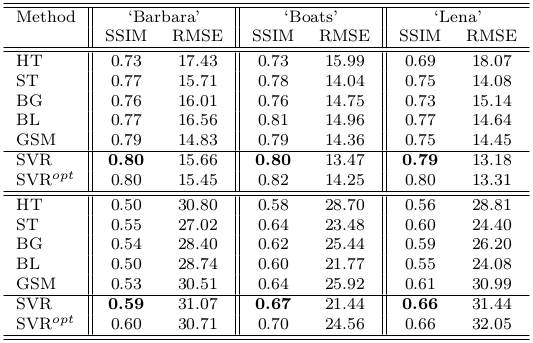 Method 'Barbara' 'Boats' 'Lena'
SSIM RMSE SSIM RMSE SSIM RMSE
HT 0.73 17.43 0.73 15.99 0.69 18.07
ST 0.77 15.71 0.78 14.04 0.75 14.08
BG 0.76 16.01 0.76 14.75 0.73 15.14
BL 0.77 16.56 0.81 14.96 0.77 14.64
GSM 0.79 14.83 0.79 14.36 0.75 14.45
SVR 0.80 15.66 0.80 13.47 0.79 13.18
SVR^opt 0.80 15.45 0.82 14.25 0.80 13.31
HT 0.50 30.80 0.58 28.70 0.56 28.81
ST 0.55 27.02 0.64 23.48 0.60 24.40
BG 0.54 28.40 0.62 25.44 0.59 26.20
BL 0.50 28.74 0.60 21.77 0.55 24.08
GSM 0.53 30.51 0.64 25.92 0.61 30.99
SVR 0.59 31.07 0.67 21.44 0.66 31.44
SVR^opt 0.60 30.71 0.70 24.56 0.66 32.05